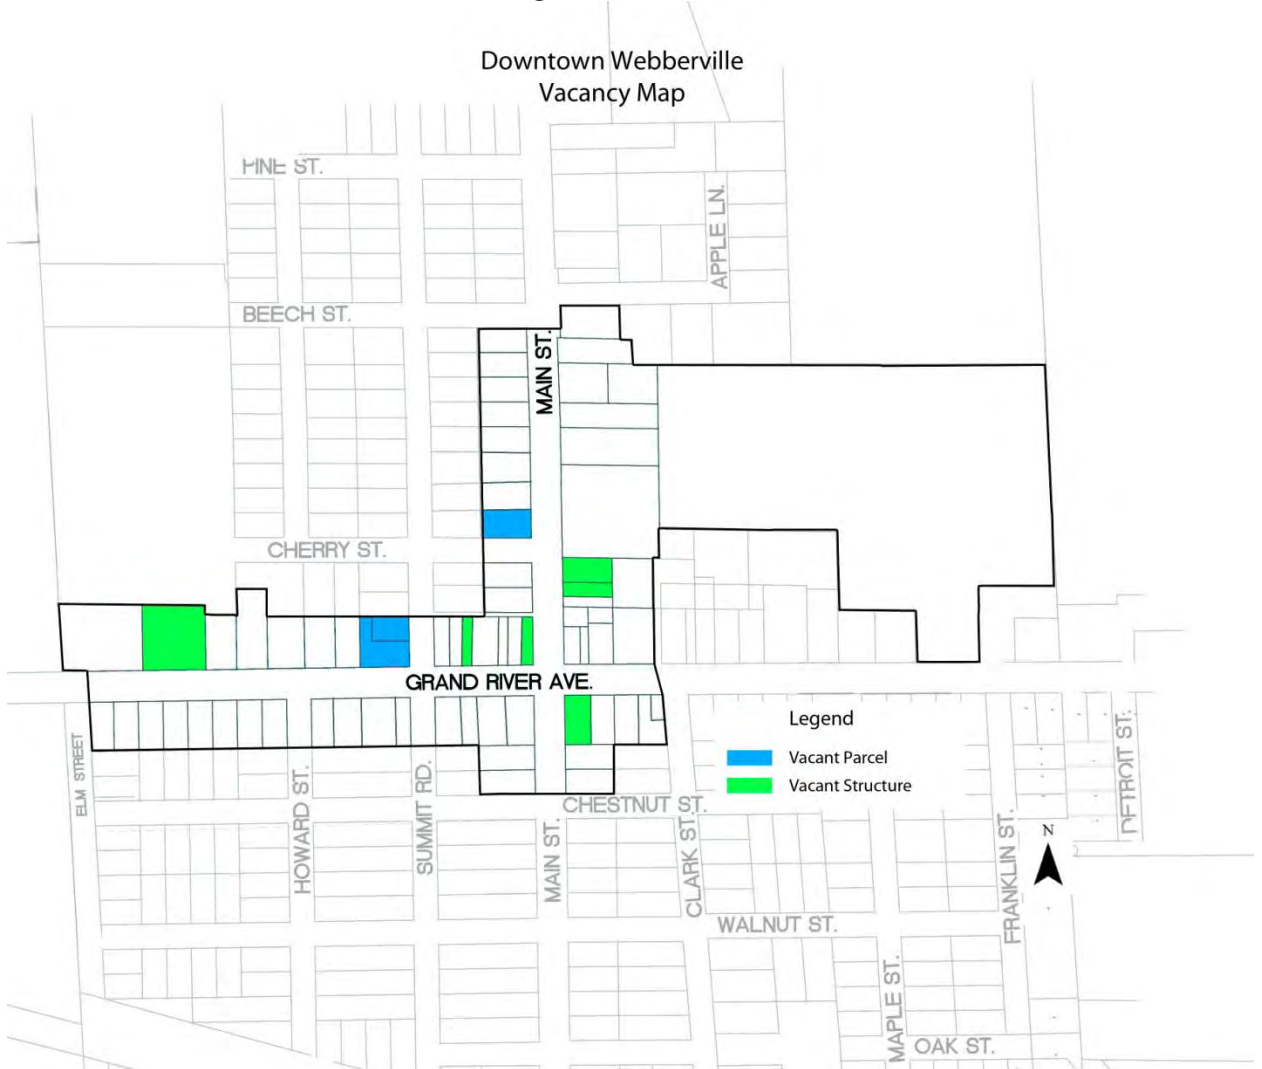 Downtown Webberville
Vacancy Map
PINE ST.
APPLE LN.
BEECH ST.
MAIN ST.
CHERRY ST.
GRAND RIVER AVE.
Legend
Vacant Parcel
Vacant Structure
ELM STREET
HOWARD ST.
SUMMIT RD.
MAIN ST.
CHESTNUT ST.
CLARK ST.
WALNUT ST.
MAPLE ST.
OAK ST.
FRANKLIN ST.
DETROIT ST.
N